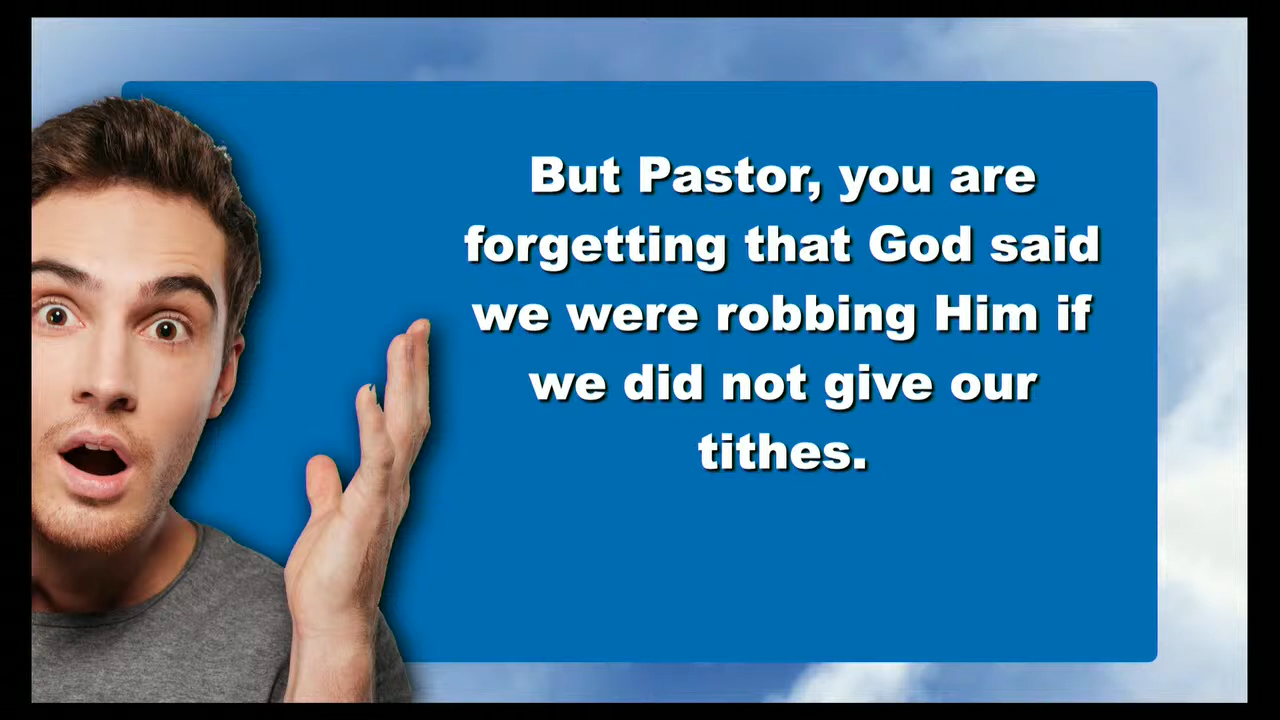 But Pastor, you are
forgetting that God said
we were robbing Him if
we did not give our
tithes.